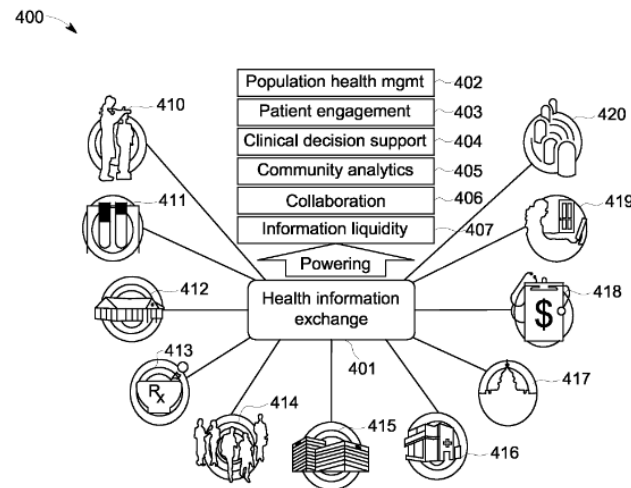 400
Population health mgmt 402
Patient engagement 403
Clinical decision support 404
Community analytics 405
Collaboration 406
Information liquidity 407
Powering
Health information
exchange
401
410
411
412
413
Rx
414
415
416
417
418
$
419
420